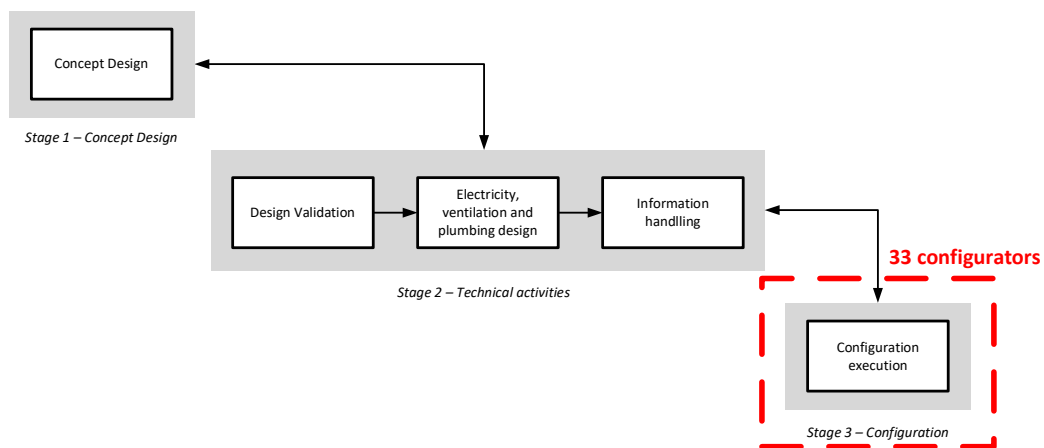 Concept Design
Stage 1 – Concept Design
Design Validation
Electricity,
ventilation and
plumbing design
Information
handlling
Stage 2 – Technical activities
33 configurators
Configuration
execution
Stage 3 – Configuration